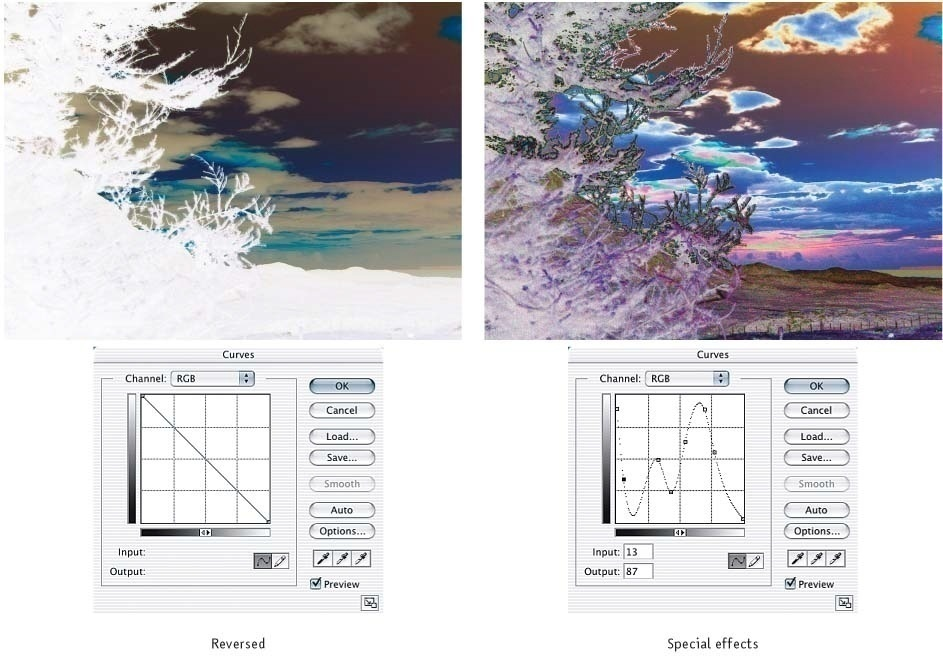 Curves
Channel: RGB
OK
Cancel
Load...
Save...
Smooth
Auto
Options...
Input:
Output:
Preview
Reversed
Curves
Channel: RGB
OK
Cancel
Load...
Save...
Smooth
Auto
Options...
Input: 13
Output: 87
Preview
Special effects